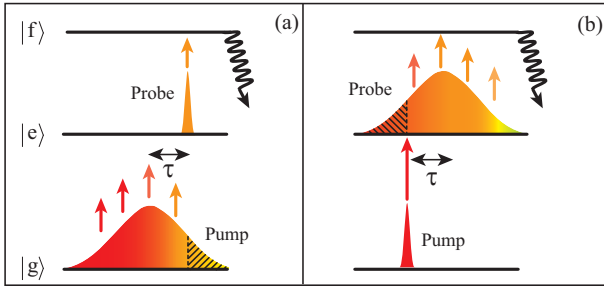 |f⟩
(a)
(b)
Probe
Probe
|e⟩
τ
τ
Pump
Pump
|g⟩